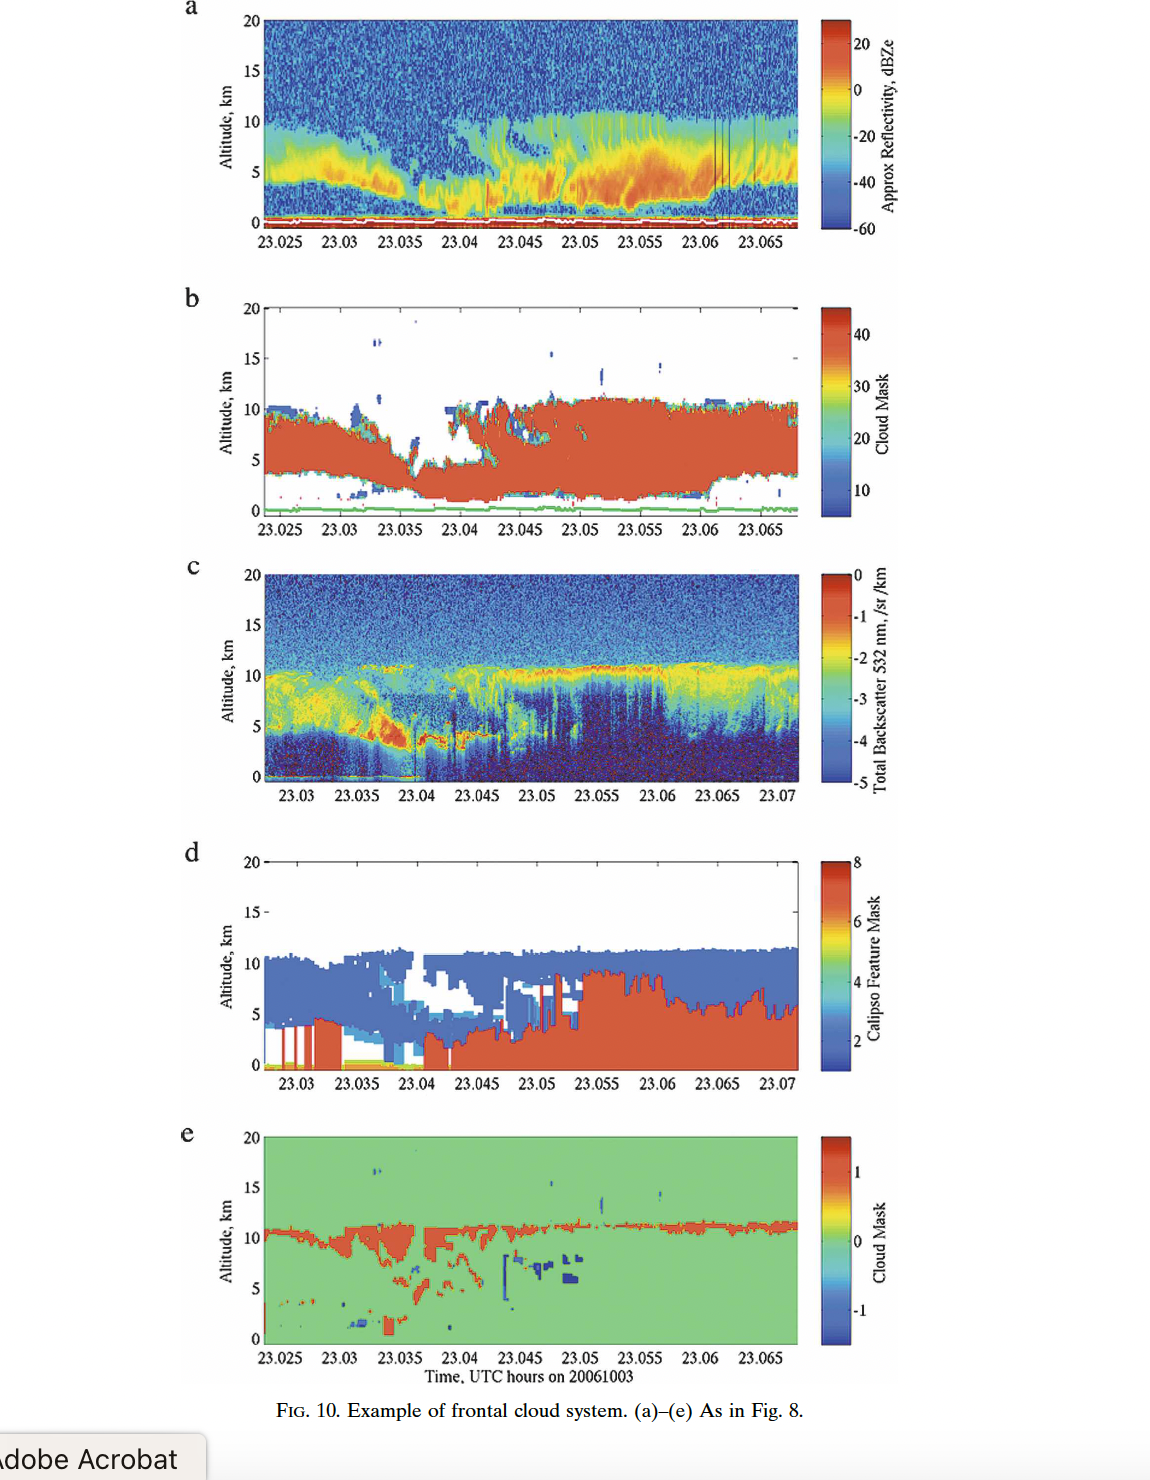 a
20
15
10
5
0
Altitude, km
23.025 23.03 23.035 23.04 23.045 23.05 23.055 23.06 23.065
20
0
-20
-40
-60
Approx Reflectivity, dBZe
b
20
15
10
5
0
Altitude, km
23.025 23.03 23.035 23.04 23.045 23.05 23.055 23.06 23.065
40
30
20
10
Cloud Mask
c
20
15
10
5
0
Altitude, km
23.03 23.035 23.04 23.045 23.05 23.055 23.06 23.065 23.07
0
-1
-2
-3
-4
-5
Total Backscatter 532 nm, /sr /km
d
20
15
10
5
0
Altitude, km
23.03 23.035 23.04 23.045 23.05 23.055 23.06 23.065 23.07
8
6
4
2
Calipso Feature Mask
e
20
15
10
5
0
Altitude, km
23.025 23.03 23.035 23.04 23.045 23.05 23.055 23.06 23.065
Time, UTC hours on 20061003
1
0
-1
Cloud Mask
FIG. 10. Example of frontal cloud system. (a)–(e) As in Fig. 8.
Adobe Acrobat